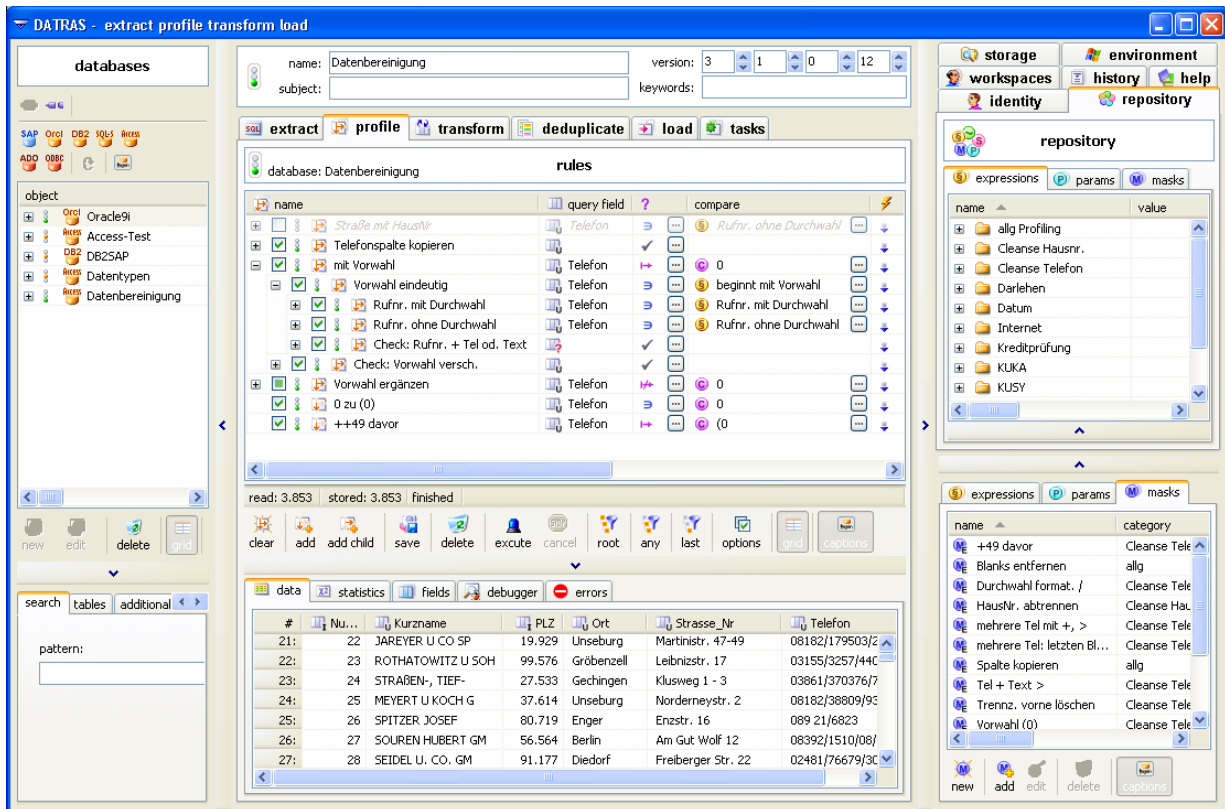 DATRAS - extract profile transform load
databases
SAP Orcl DB2 SQLS Access
ADO ODBC
object
Orcl Oracle9i
Access Access-Test
DB2 DB2SAP
Access Datentypen
Access Datenbereinigung
new edit delete grid
search tables additional
pattern:
name: Datenbereinigung version: 3 1 0 12
subject: keywords:
SQL extract profile transform deduplicate load tasks
database: Datenbereinigung rules
name query field ? compare
Straße mit HausNr Telefon Rufnr. ohne Durchwahl
Telefonspalte kopieren
mit Vorwahl Telefon C 0
Vorwahl eindeutig Telefon § beginnt mit Vorwahl
Rufnr. mit Durchwahl Telefon § Rufnr. mit Durchwahl
Rufnr. ohne Durchwahl Telefon § Rufnr. ohne Durchwahl
Check: Rufnr. + Tel od. Text
Check: Vorwahl versch.
Vorwahl ergänzen Telefon C 0
0 zu (0) Telefon C 0
++49 davor Telefon C (0
read: 3.853 stored: 3.853 finished
clear add add child save delete excute cancel root any last options grid captions
data statistics fields debugger errors
# Nu... Kurzname PLZ Ort Strasse_Nr Telefon
21: 22 JAREYER U CO SP 19.929 Unseburg Martinistr. 47-49 08182/179503/2
22: 23 ROTHATOWITZ U SOH 99.576 Gröbenzell Leibnizstr. 17 03155/3257/440
23: 24 STRAßEN-, TIEF- 27.533 Gechingen Klusweg 1 - 3 03861/370376/7
24: 25 MEYERT U KOCH G 37.614 Unseburg Norderneystr. 2 08182/38809/93
25: 26 SPITZER JOSEF 80.719 Enger Enzstr. 16 089 21/6823
26: 27 SOUREN HUBERT GM 56.564 Berlin Am Gut Wolf 12 08392/1510/08/
27: 28 SEIDEL U. CO. GM 91.177 Diedorf Freiberger Str. 22 02481/76679/30
storage environment
workspaces history help
identity repository
repository
expressions params masks
name value
allg Profiling
Cleanse Hausnr.
Cleanse Telefon
Darlehen
Datum
Internet
Kreditprüfung
KUKA
KUSY
expressions params masks
name category
+49 davor Cleanse Tele
Blanks entfernen allg
Durchwahl format. / Cleanse Tele
HausNr. abtrennen Cleanse Hau
mehrere Tel mit +, > Cleanse Tele
mehrere Tel: letzten Bl... Cleanse Tele
Spalte kopieren allg
Tel + Text > Cleanse Tele
Trennz. vorne löschen Cleanse Tele
Vorwahl (0) Cleanse Tele
new add edit delete captions